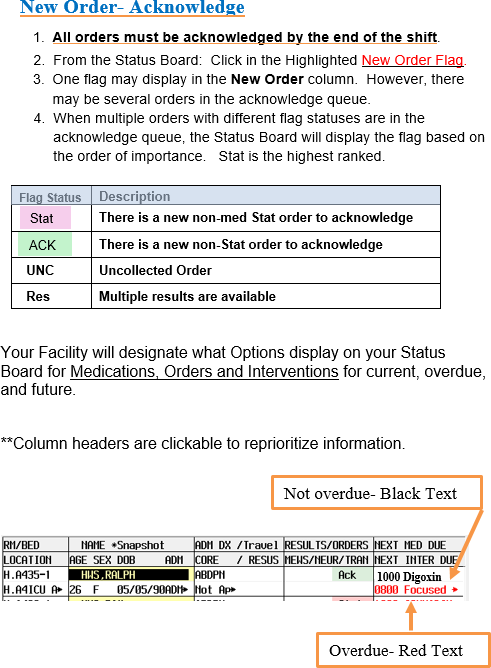 New Order- Acknowledge
1. All orders must be acknowledged by the end of the shift.
2. From the Status Board: Click in the Highlighted New Order Flag.
3. One flag may display in the New Order column. However, there
may be several orders in the acknowledge queue.
4. When multiple orders with different flag statuses are in the
acknowledge queue, the Status Board will display the flag based on
the order of importance. Stat is the highest ranked.
Flag Status Description
Stat There is a new non-med Stat order to acknowledge
ACK There is a new non-Stat order to acknowledge
UNC Uncollected Order
Res Multiple results are available
Your Facility will designate what Options display on your Status
Board for Medications, Orders and Interventions for current, overdue,
and future.
**Column headers are clickable to reprioritize information.
Not overdue- Black Text
RM/BED NAME *Snapshot ADM DX /Travel RESULTS/ORDERS NEXT MED DUE
LOCATION AGE SEX DOB ADM CORE / RESUS MEWS/NEUR/TRAN NEXT INTER DUE
H.A435-1 HHS,RALPH ABDPN Ack 1000 Digoxin
H.A4ICU A▸ 26 F 05/05/90ADM▸ Not Ap▸ 0800 Focused ▸
Overdue- Red Text